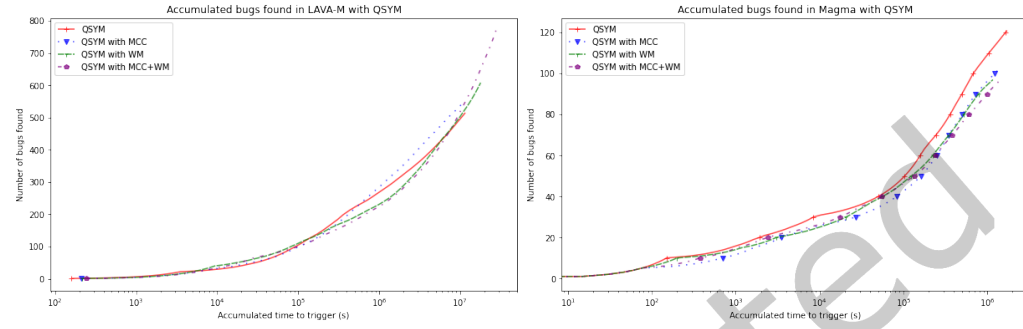 Accumulated bugs found in LAVA-M with QSYM
800
700
600
500
400
300
200
100
0
Number of bugs found
QSYM
QSYM with MCC
QSYM with WM
QSYM with MCC+WM
10²
10³
10⁴
10⁵
10⁶
10⁷
Accumulated time to trigger (s)
Accumulated bugs found in Magma with QSYM
120
100
80
60
40
20
0
Number of bugs found
QSYM
QSYM with MCC
QSYM with WM
QSYM with MCC+WM
10¹
10²
10³
10⁴
10⁵
10⁶
Accumulated time to trigger (s)
ted